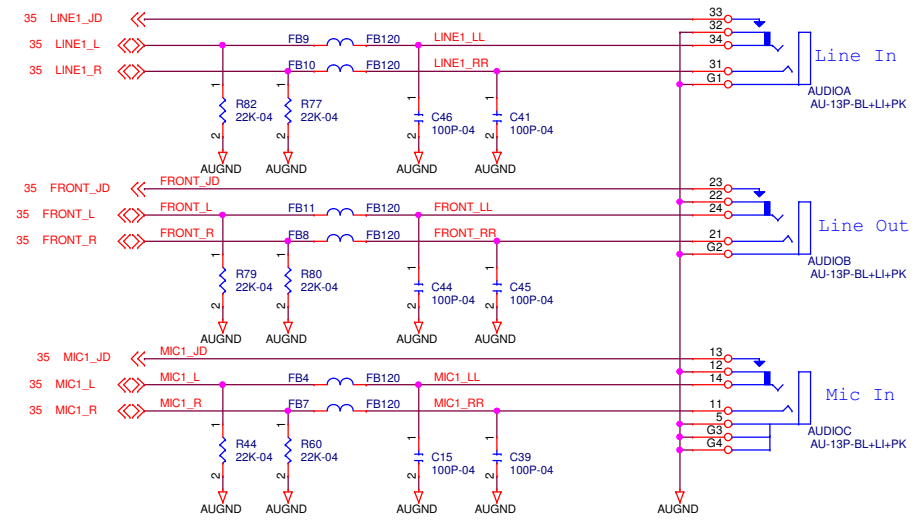 35 LINE1_JD LINE1_JD 33
32
35 LINE1_L LINE1_L FB9 FB120 LINE1_LL 34
Line In
35 LINE1_R LINE1_R FB10 FB120 LINE1_RR 31
G1
AUDIOA
AU-13P-BL+LI+PK
1 1 1 1
R82 R77 C46 C41
22K-04 22K-04 100P-04 100P-04
2 2 2 2
AUGND AUGND AUGND AUGND
35 FRONT_JD FRONT_JD 23
22
35 FRONT_L FRONT_L FB11 FB120 FRONT_LL 24
Line Out
35 FRONT_R FRONT_R FB8 FB120 FRONT_RR 21
G2
AUDIOB
AU-13P-BL+LI+PK
1 1 1 1
R79 R80 C44 C45
22K-04 22K-04 100P-04 100P-04
2 2 2 2
AUGND AUGND AUGND AUGND
35 MIC1_JD MIC1_JD 13
12
35 MIC1_L MIC1_L FB4 FB120 MIC1_LL 14
Mic In
35 MIC1_R MIC1_R FB7 FB120 MIC1_RR 11
5
G3
G4
AUDIOC
AU-13P-BL+LI+PK
1 1 1 1
R44 R60 C15 C39
22K-04 22K-04 100P-04 100P-04
2 2 2 2
AUGND AUGND AUGND AUGND AUGND